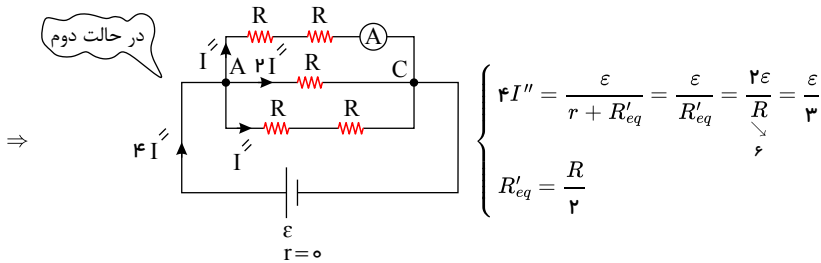 در حالت دوم
R R A
I″ A ۲I″ R C
R R
⇒ ۴I″ I″
ε
r=۰
۴I″ = ε / (r + R′eq) = ε / R′eq = ۲ε / R = ε / ۳
↘
۶
R′eq = R / ۲